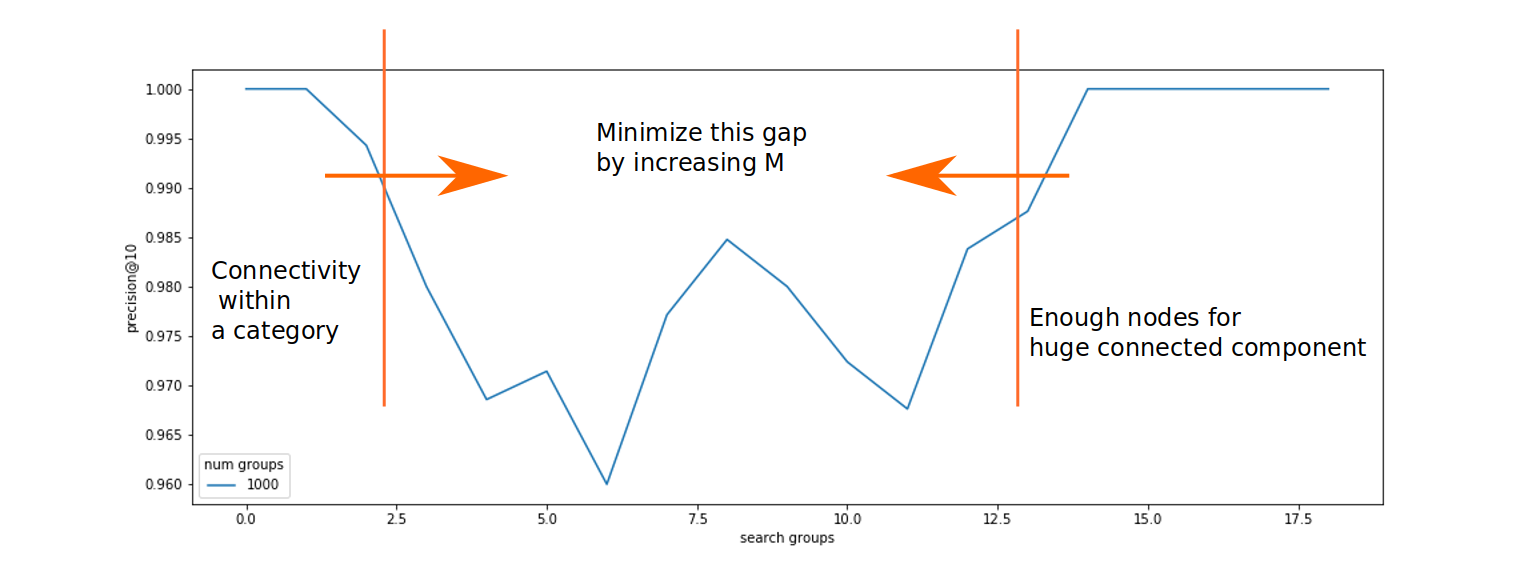 1.000
0.995
0.990
0.985
0.980
0.975
0.970
0.965
0.960
precision@10
Minimize this gap
by increasing M
Connectivity
within
a category
Enough nodes for
huge connected component
num groups
1000
0.0 2.5 5.0 7.5 10.0 12.5 15.0 17.5
search groups